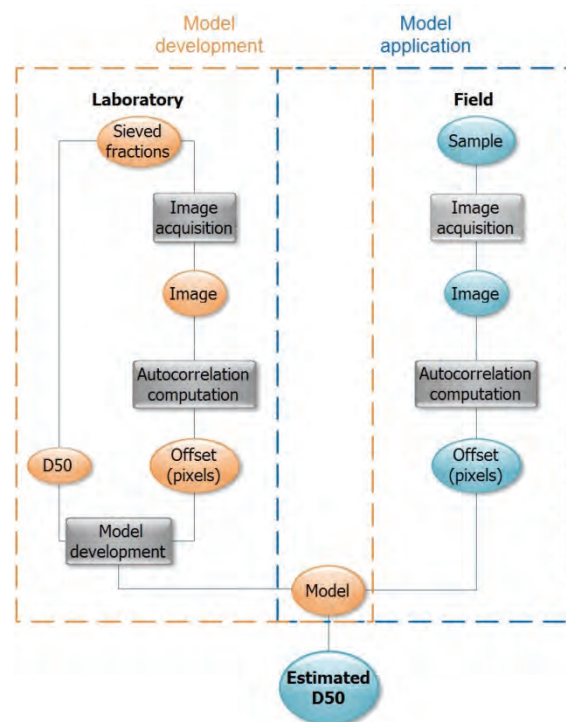 Model
development
Model
application
Laboratory
Field
Sieved
fractions
Sample
Image
acquisition
Image
acquisition
Image
Image
Autocorrelation
computation
Autocorrelation
computation
D50
Offset
(pixels)
Offset
(pixels)
Model
development
Model
Estimated
D50